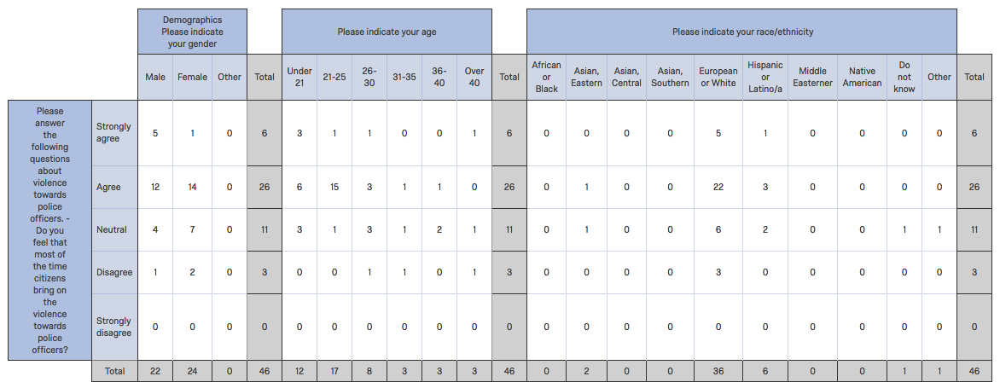 Demographics
Please indicate
your gender
Please indicate your age
Please indicate your race/ethnicity
Male Female Other Total Under 21 21-25 26-30 31-35 36-40 Over 40 Total African or Black Asian, Eastern Asian, Central Asian, Southern European or White Hispanic or Latino/a Middle Easterner Native American Do not know Other Total
Please
answer
the
following
questions
about
violence
towards
police
officers. -
Do you
feel that
most of
the time
citizens
bring on
the
violence
towards
police
officers?
Strongly agree 5 1 0 6 3 1 1 0 0 1 6 0 0 0 0 5 1 0 0 0 0 6
Agree 12 14 0 26 6 15 3 1 1 0 26 0 1 0 0 22 3 0 0 0 0 26
Neutral 4 7 0 11 3 1 3 1 2 1 11 0 1 0 0 6 2 0 0 1 1 11
Disagree 1 2 0 3 0 0 1 1 0 1 3 0 0 0 0 3 0 0 0 0 0 3
Strongly disagree 0 0 0 0 0 0 0 0 0 0 0 0 0 0 0 0 0 0 0 0 0 0
Total 22 24 0 46 12 17 8 3 3 3 46 0 2 0 0 36 6 0 0 1 1 46